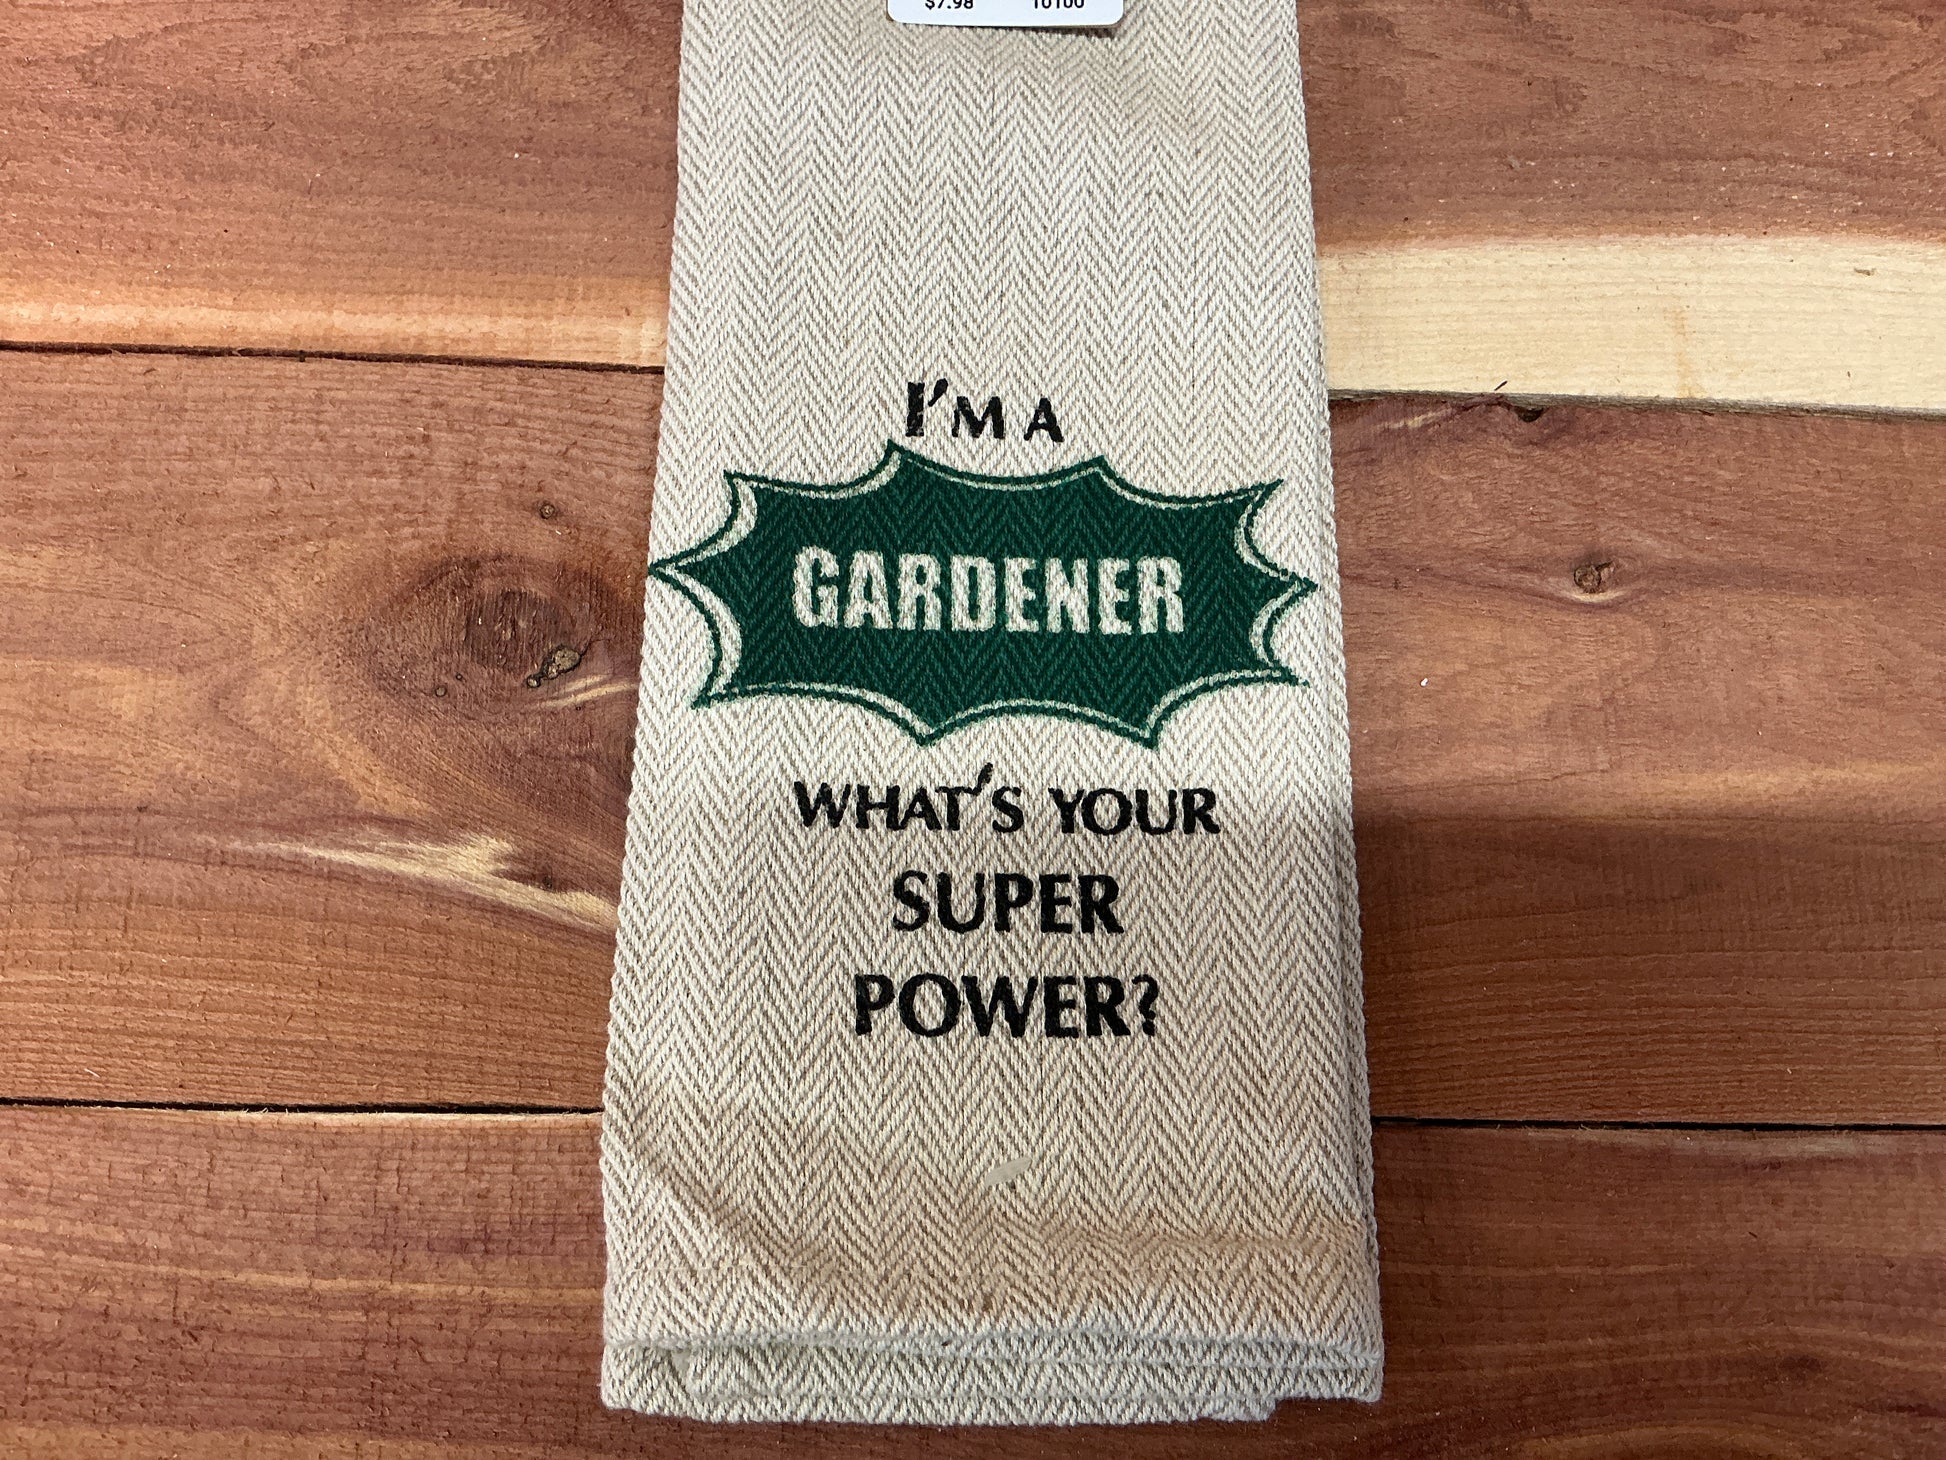 $7.98 10100
I'M A
GARDENER
WHAT'S YOUR
SUPER
POWER?